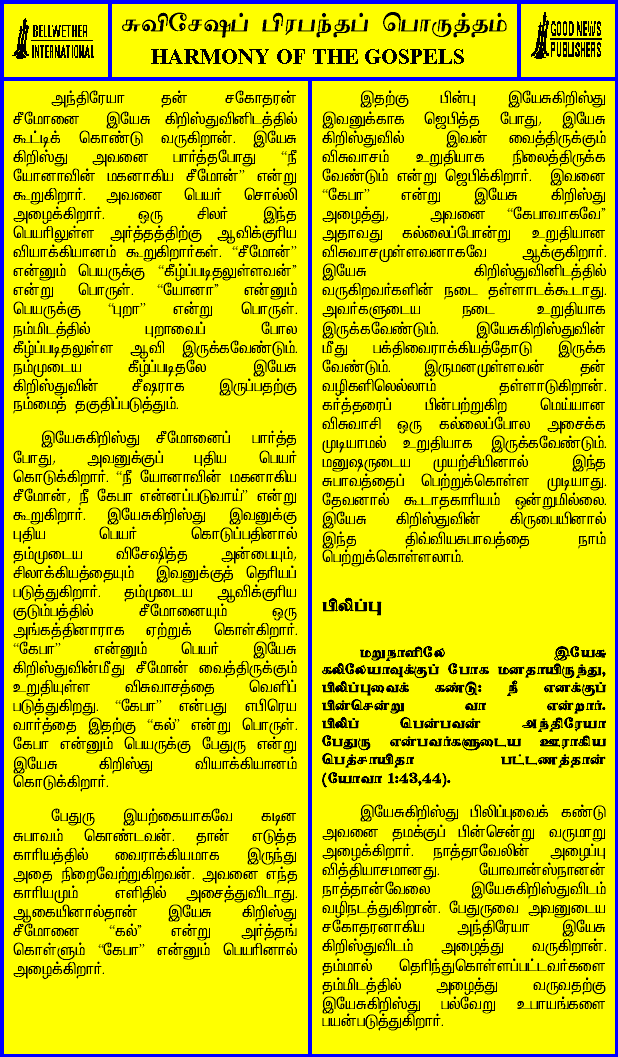 BELLWETHER
INTERNATIONAL
சுவிசேஷப் பிரபந்தப் பொருத்தம்
HARMONY OF THE GOSPELS
GOOD NEWS
PUBLISHERS
அந்திரேயா தன் சகோதரன்
சீமோனை இயேசு கிறிஸ்துவினிடத்தில்
கூட்டிக் கொண்டு வருகிறான். இயேசு
கிறிஸ்து அவனை பார்த்தபோது “நீ
யோனாவின் மகனாகிய சீமோன்” என்று
கூறுகிறார். அவனை பெயர் சொல்லி
அழைக்கிறார். ஒரு சிலர் இந்த
பெயரிலுள்ள அர்த்தத்திற்கு ஆவிக்குரிய
வியாக்கியானம் கூறுகிறார்கள். “சீமோன்”
என்னும் பெயருக்கு “கீழ்ப்படிதலுள்ளவன்”
என்று பொருள். “யோனா” என்னும்
பெயருக்கு “புறா” என்று பொருள்.
நம்மிடத்தில் புறாவைப் போல
கீழ்ப்படிதலுள்ள ஆவி இருக்கவேண்டும்.
நம்முடைய கீழ்ப்படிதலே இயேசு
கிறிஸ்துவின் சீஷராக இருப்பதற்கு
நம்மைத் தகுதிப்படுத்தும்.
இயேசுகிறிஸ்து சீமோனைப் பார்த்த
போது, அவனுக்குப் புதிய பெயர்
கொடுக்கிறார். “நீ யோனாவின் மகனாகிய
சீமோன், நீ கேபா என்னப்படுவாய்” என்று
கூறுகிறார். இயேசுகிறிஸ்து இவனுக்கு
புதிய பெயர் கொடுப்பதினால்
தம்முடைய விசேஷித்த அன்பையும்,
சிலாக்கியத்தையும் இவனுக்குத் தெரியப்
படுத்துகிறார். தம்முடைய ஆவிக்குரிய
குடும்பத்தில் சீமோனையும் ஒரு
அங்கத்தினாராக ஏற்றுக் கொள்கிறார்.
“கேபா” என்னும் பெயர் இயேசு
கிறிஸ்துவின்மீது சீமோன் வைத்திருக்கும்
உறுதியுள்ள விசுவாசத்தை வெளிப்
படுத்துகிறது. “கேபா” என்பது எபிரெய
வார்த்தை இதற்கு “கல்” என்று பொருள்.
கேபா என்னும் பெயருக்கு பேதுரு என்று
இயேசு கிறிஸ்து வியாக்கியானம்
கொடுக்கிறார்.
பேதுரு இயற்கையாகவே கடின
சுபாவம் கொண்டவன். தான் எடுத்த
காரியத்தில் வைராக்கியமாக இருந்து
அதை நிறைவேற்றுகிறவன். அவனை எந்த
காரியமும் எளிதில் அசைத்துவிடாது.
ஆகையினால்தான் இயேசு கிறிஸ்து
சீமோனை “கல்” என்று அர்த்தங்
கொள்ளும் “கேபா” என்னும் பெயரினால்
அழைக்கிறார்.
இதற்கு பின்பு இயேசுகிறிஸ்து
இவனுக்காக ஜெபித்த போது, இயேசு
கிறிஸ்துவில் இவன் வைத்திருக்கும்
விசுவாசம் உறுதியாக நிலைத்திருக்க
வேண்டும் என்று ஜெபிக்கிறார். இவனை
“கேபா” என்று இயேசு கிறிஸ்து
அழைத்து, அவனை “கேபாவாகவே”
அதாவது கல்லைப்போன்று உறுதியான
விசுவாசமுள்ளவனாகவே ஆக்குகிறார்.
இயேசு கிறிஸ்துவினிடத்தில்
வருகிறவர்களின் நடை தள்ளாடக்கூடாது.
அவர்களுடைய நடை உறுதியாக
இருக்கவேண்டும். இயேசுகிறிஸ்துவின்
மீது பக்திவைராக்கியத்தோடு இருக்க
வேண்டும். இருமனமுள்ளவன் தன்
வழிகளிலெல்லாம் தள்ளாடுகிறான்.
கர்த்தரைப் பின்பற்றுகிற மெய்யான
விசுவாசி ஒரு கல்லைப்போல அசைக்க
முடியாமல் உறுதியாக இருக்கவேண்டும்.
மனுஷருடைய முயற்சியினால் இந்த
சுபாவத்தைப் பெற்றுக்கொள்ள முடியாது.
தேவனால் கூடாதகாரியம் ஒன்றுமில்லை.
இயேசு கிறிஸ்துவின் கிருபையினால்
இந்த திவ்வியசுபாவத்தை நாம்
பெற்றுக்கொள்ளலாம்.
பிலிப்பு
மறுநாளிலே இயேசு
கலிலேயாவுக்குப் போக மனதாயிருந்து,
பிலிப்புவைக் கண்டு: நீ எனக்குப்
பின்சென்று வா என்றார்.
பிலிப் பென்பவன் அந்திரேயா
பேதுரு என்பவர்களுடைய ஊராகிய
பெத்சாயிதா பட்டணத்தான்
(யோவா 1:43,44).
இயேசுகிறிஸ்து பிலிப்புவைக் கண்டு
அவனை தமக்குப் பின்சென்று வருமாறு
அழைக்கிறார். நாத்தாவேலின் அழைப்பு
வித்தியாசமானது. யோவான்ஸ்நானன்
நாத்தான்வேலை இயேசுகிறிஸ்துவிடம்
வழிநடத்துகிறான். பேதுருவை அவனுடைய
சகோதரனாகிய அந்திரேயா இயேசு
கிறிஸ்துவிடம் அழைத்து வருகிறான்.
தம்மால் தெரிந்துகொள்ளப்பட்டவர்களை
தம்மிடத்தில் அழைத்து வருவதற்கு
இயேசுகிறிஸ்து பல்வேறு உபாயங்களை
பயன்படுத்துகிறார்.